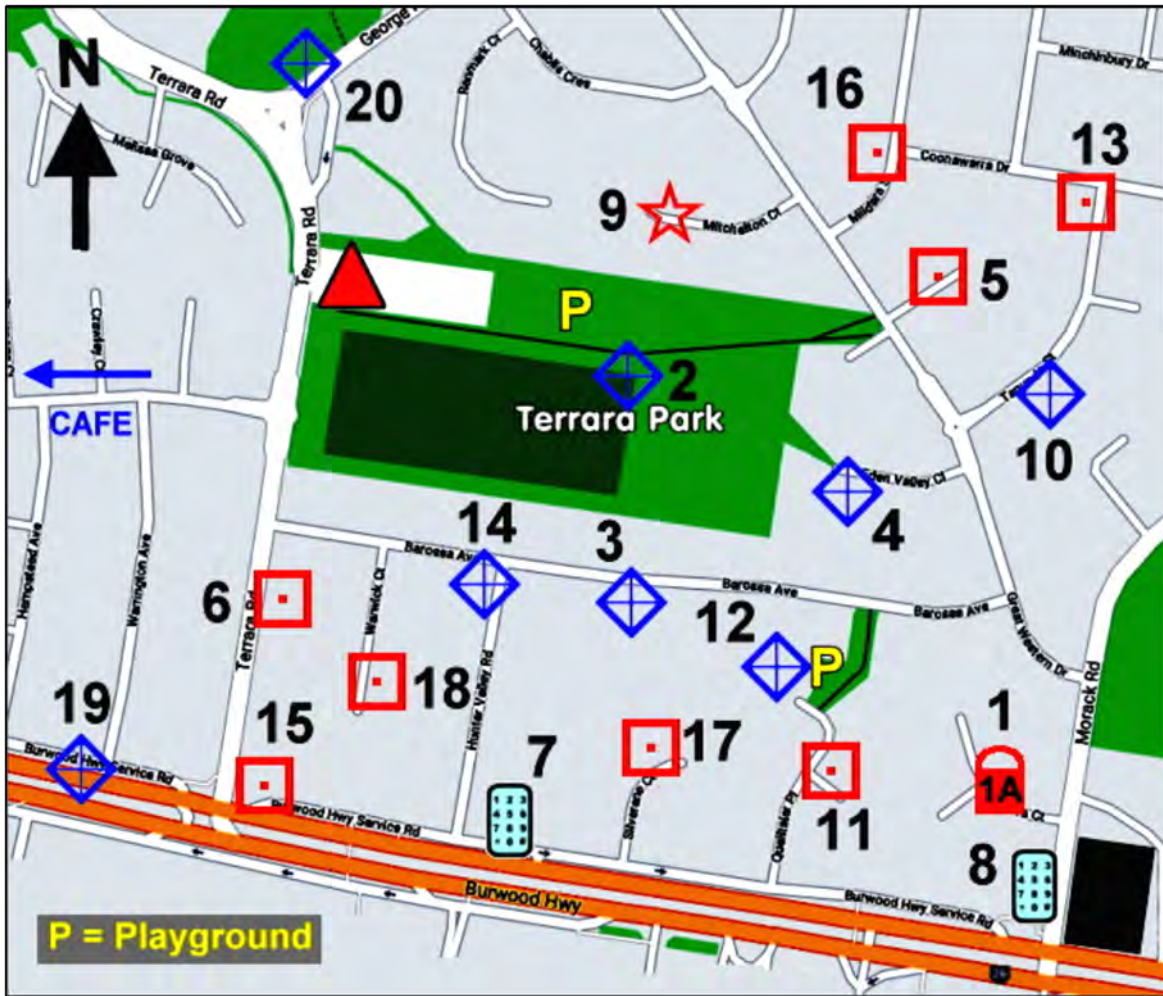 N
Terrara Rd
George
20
Melissa Grove
Renmark Ct
Chablis Cres
Minchinbury Dr
16
Coonawarra Dr
13
9
Mitchelton Ct
Mildara
5
Terrara Rd
P
Cranley Ct
CAFE
2
Terrara Park
10
Eden Valley Ct
4
14
3
Barossa Ave
Barossa Ave
Barossa Ave
12
P
Great Western Dr
Morack Rd
6
Hampstead Ave
Warrington Ave
Terrara Rd
Warwick Ct
18
Hunter Valley Rd
19
15
7
17
1
1A
11
8
Burwood Hwy Service Rd
Burwood Hwy Service Rd
Burwood Hwy Service Rd
Burwood Hwy
P = Playground